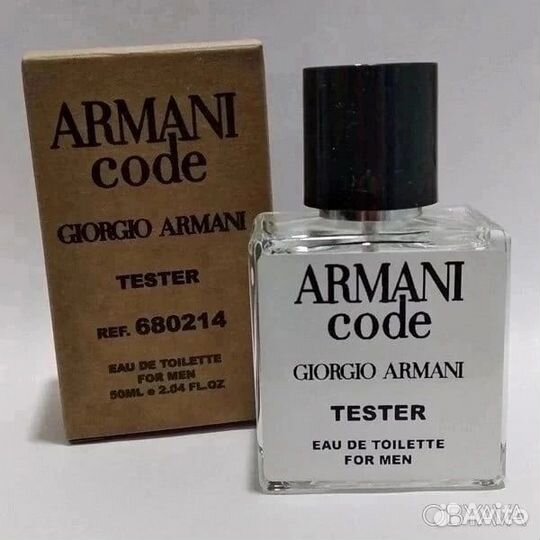 ARMANI
code
GIORGIO ARMANI
TESTER
REF. 680214
EAU DE TOILETTE
FOR MEN
50ML e 2.04 FL.OZ
ARMANI
code
GIORGIO ARMANI
TESTER
EAU DE TOILETTE
FOR MEN
Avito